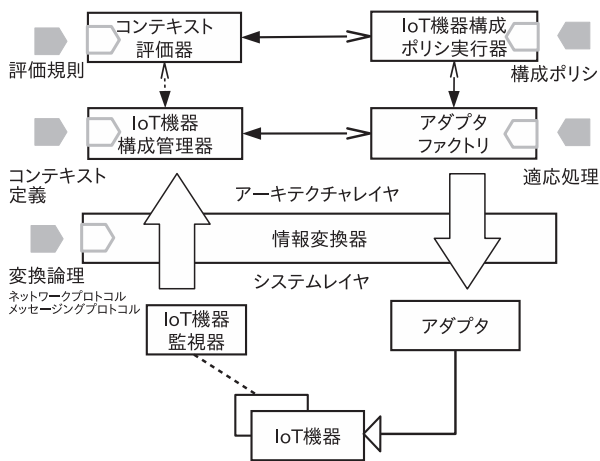 コンテキスト
評価器
IoT機器構成
ポリシ実行器
評価規則
構成ポリシ
IoT機器
構成管理器
アダプタ
ファクトリ
コンテキスト
定義
適応処理
アーキテクチャレイヤ
情報変換器
変換論理
ネットワークプロトコル
メッセージングプロトコル
システムレイヤ
IoT機器
監視器
アダプタ
IoT機器